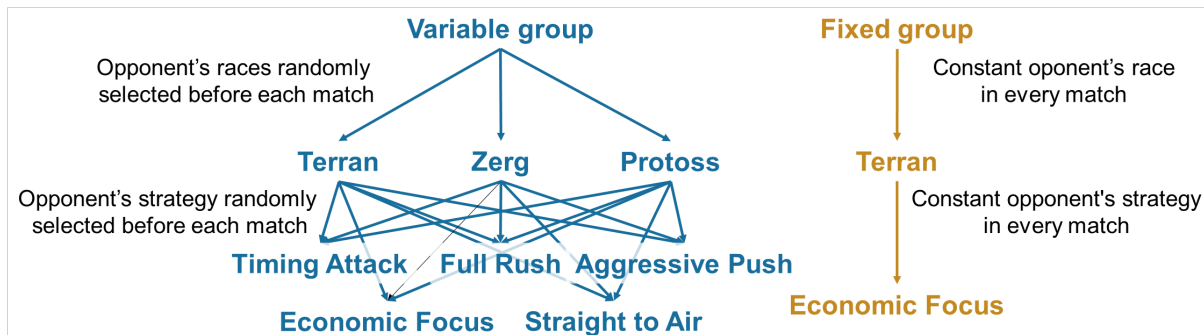 Variable group
Fixed group
Opponent's races randomly
selected before each match
Constant oponent's race
in every match
Terran
Zerg
Protoss
Terran
Opponent's strategy randomly
selected before each match
Constant opponent's strategy
in every match
Timing Attack
Full Rush
Aggressive Push
Economic Focus
Straight to Air
Economic Focus